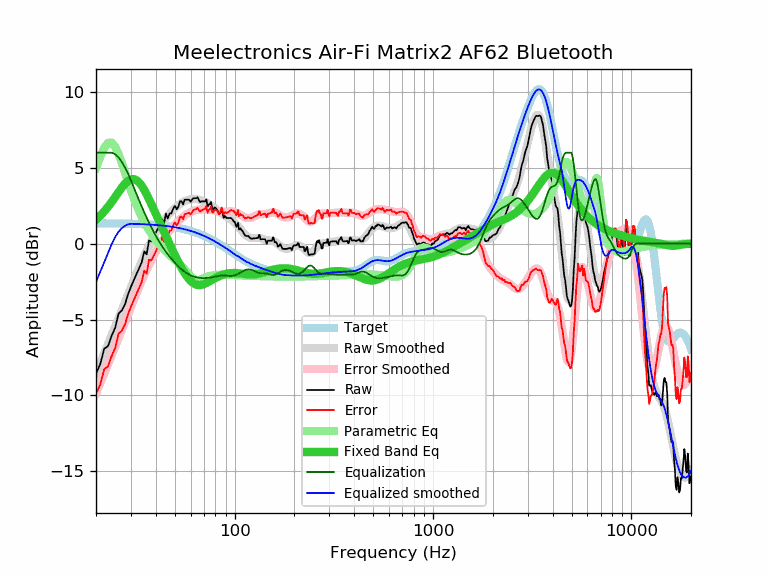 Meelectronics Air-Fi Matrix2 AF62 Bluetooth
Amplitude (dBr)
10
5
0
−5
−10
−15
Target
Raw Smoothed
Error Smoothed
Raw
Error
Parametric Eq
Fixed Band Eq
Equalization
Equalized smoothed
100
1000
10000
Frequency (Hz)